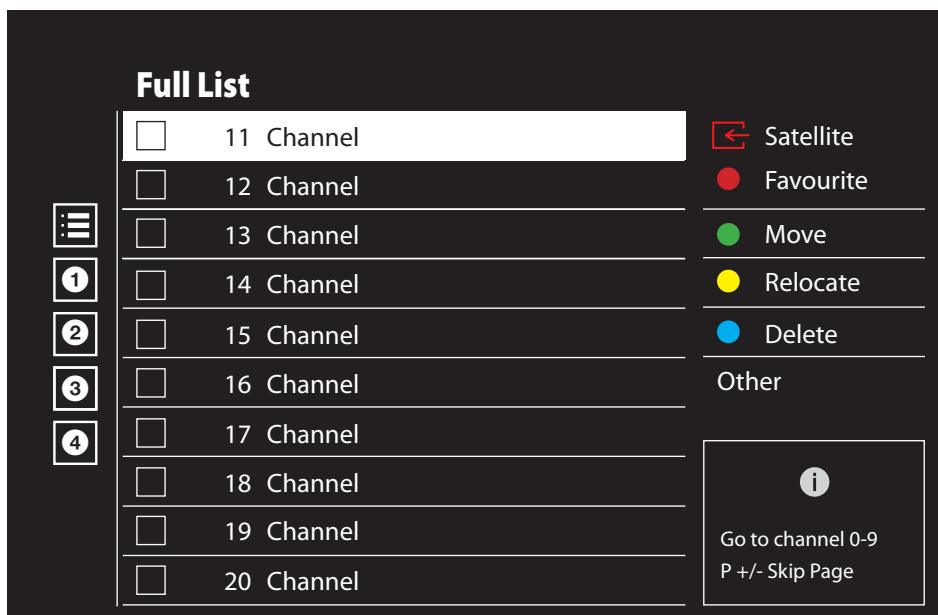 Full List
11 Channel
12 Channel
13 Channel
14 Channel
15 Channel
16 Channel
17 Channel
18 Channel
19 Channel
20 Channel
1
2
3
4
Satellite
Favourite
Move
Relocate
Delete
Other
i
Go to channel 0-9
P +/- Skip Page